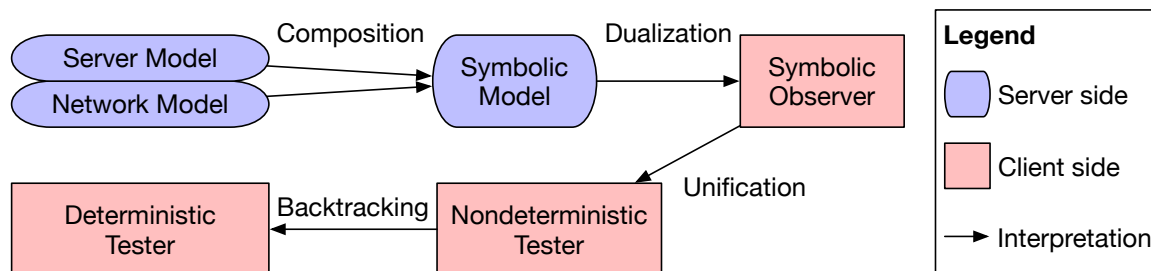 Server Model
Network Model
Composition
Symbolic
Model
Dualization
Symbolic
Observer
Unification
Nondeterministic
Tester
Backtracking
Deterministic
Tester
Legend
Server side
Client side
Interpretation